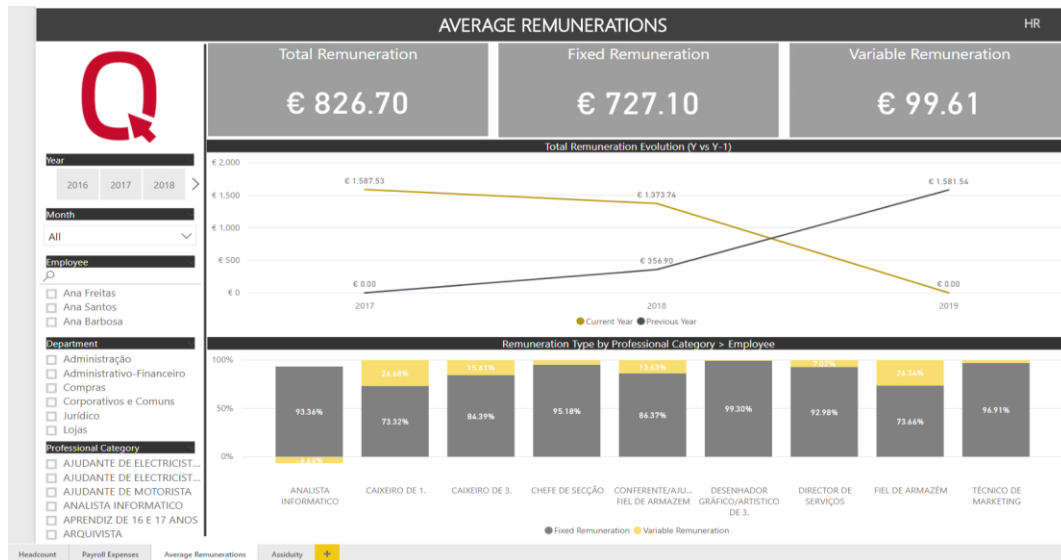 AVERAGE REMUNERATIONS
HR
Total Remuneration
€ 826.70
Fixed Remuneration
€ 727.10
Variable Remuneration
€ 99.61
Year
2016 2017 2018
Month
All
Employee
Ana Freitas
Ana Santos
Ana Barbosa
Department
Administração
Administrativo-Financeiro
Compras
Corporativos e Comuns
Jurídico
Lojas
Professional Category
AJUDANTE DE ELECTRICIST...
AJUDANTE DE ELECTRICIST...
AJUDANTE DE MOTORISTA
ANALISTA INFORMATICO
APRENDIZ DE 16 E 17 ANOS
ARQUIVISTA
Total Remuneration Evolution (Y vs Y-1)
€ 2,000
€ 1,500
€ 1,000
€ 500
€ 0
€ 1,587.53
€ 1,373.74
€ 1,581.54
€ 0.00
€ 356.90
€ 0.00
2017 2018 2019
Current Year Previous Year
Remuneration Type by Professional Category > Employee
100%
50%
0%
93.36%
26.68%
73.32%
15.61%
84.39%
95.18%
13.63%
86.37%
99.30%
7.02%
92.98%
26.34%
73.66%
96.91%
ANALISTA
INFORMATICO
CAIXEIRO DE 1.
CAIXEIRO DE 3.
CHEFE DE SECÇÃO
CONFERENTE/AJU...
FIEL DE ARMAZEM
DESENHADOR
GRÁFICO/ARTISTICO
DE 3.
DIRECTOR DE
SERVIÇOS
FIEL DE ARMAZÉM
TÉCNICO DE
MARKETING
Fixed Remuneration Variable Remuneration
Headcount Payroll Expenses Average Remunerations Assiduity +